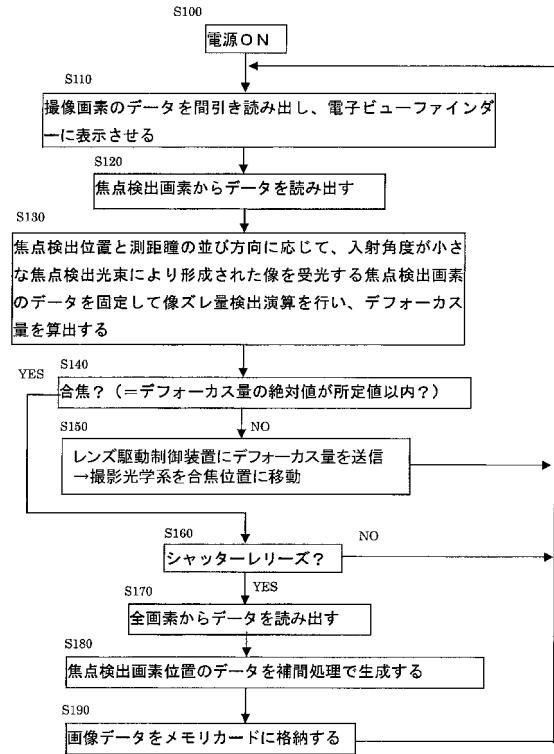 S100
電源ON
S110
撮像画素のデータを間引き読み出し、電子ビューファインダ
ーに表示させる
S120
焦点検出画素からデータを読み出す
S130
焦点検出位置と測距瞳の並び方向に応じて、入射角度が小さ
な焦点検出光束により形成された像を受光する焦点検出画素
のデータを固定して像ズレ量検出演算を行い、デフォーカス
量を算出する
S140
YES
合焦?(=デフォーカス量の絶対値が所定値以内?)
NO
S150
レンズ駆動制御装置にデフォーカス量を送信
→撮影光学系を合焦位置に移動
S160
シャッターレリーズ?
NO
YES
S170
全画素からデータを読み出す
S180
焦点検出画素位置のデータを補間処理で生成する
S190
画像データをメモリカードに格納する